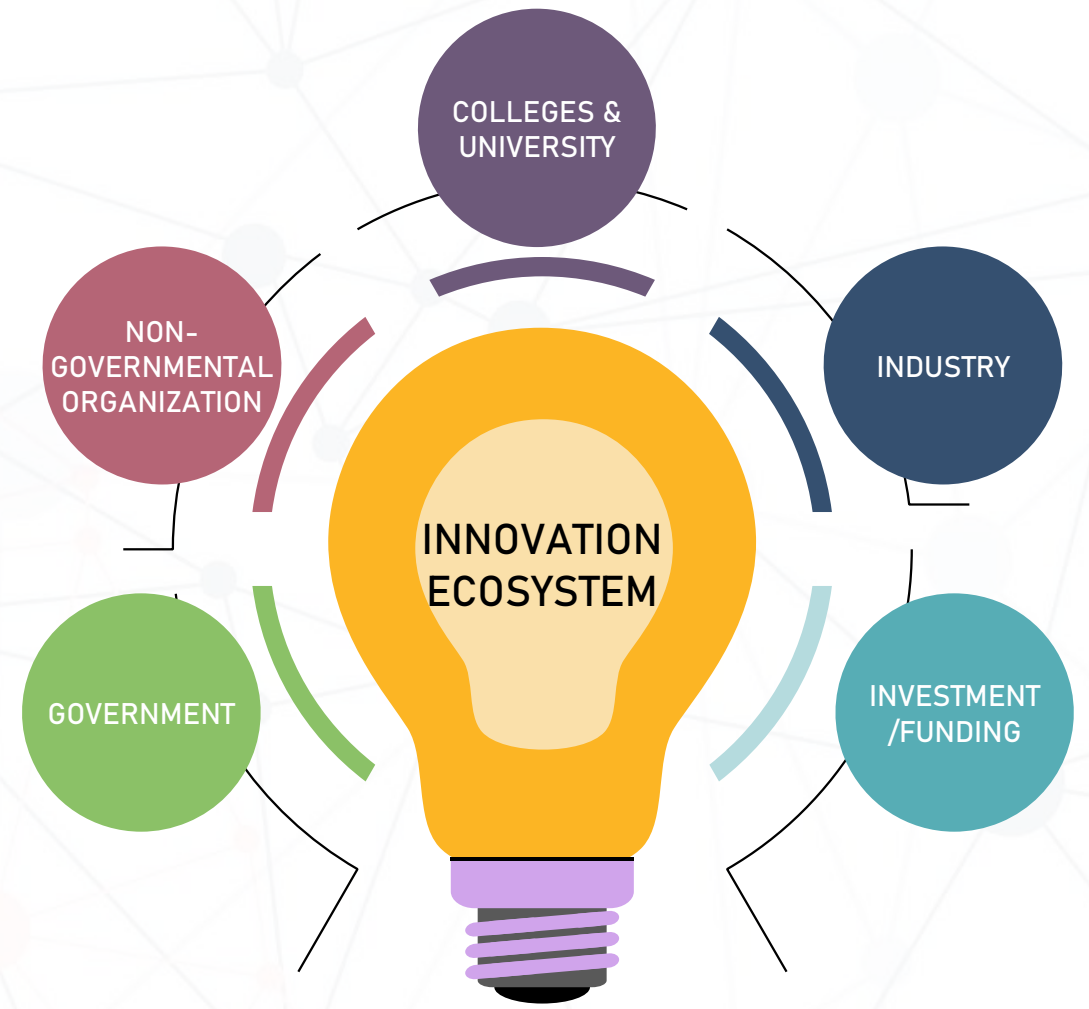 COLLEGES &
UNIVERSITY
NON-
GOVERNMENTAL
ORGANIZATION
INDUSTRY
INNOVATION
ECOSYSTEM
GOVERNMENT
INVESTMENT
/FUNDING